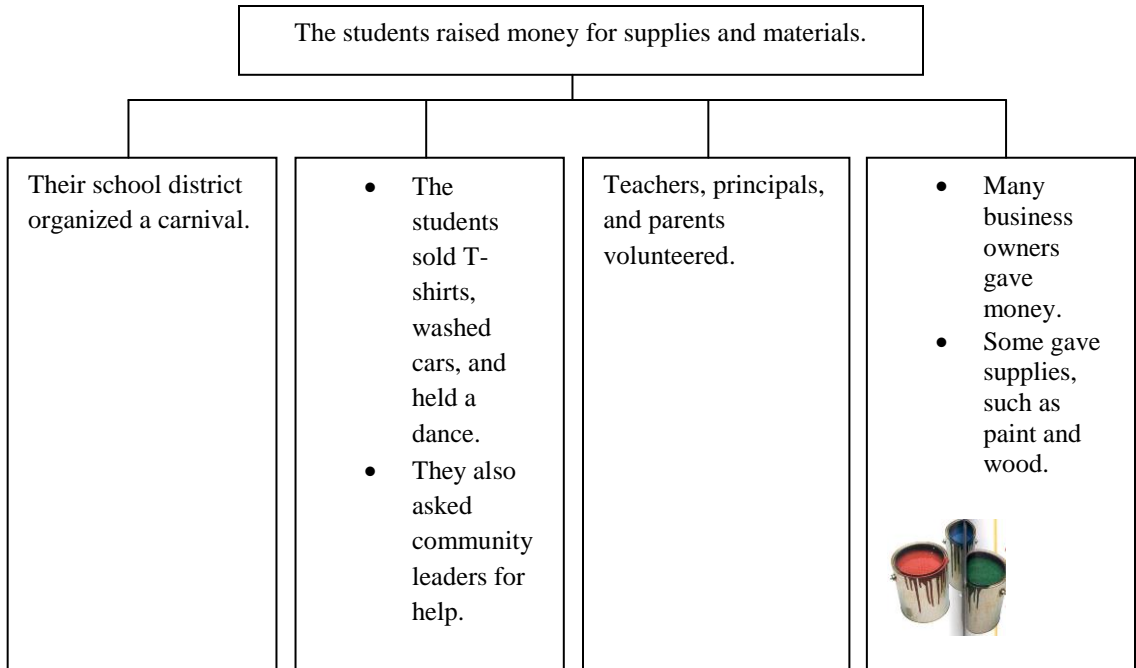 The students raised money for supplies and materials.
Their school district
organized a carnival.
• The
students
sold T-
shirts,
washed
cars, and
held a
dance.
• They also
asked
community
leaders for
help.
Teachers, principals,
and parents
volunteered.
• Many
business
owners
gave
money.
• Some gave
supplies,
such as
paint and
wood.